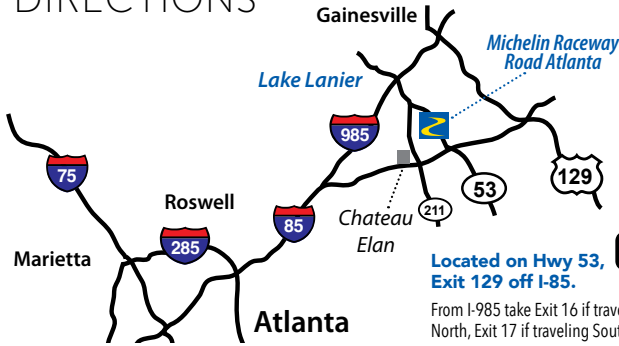 DIRECTIONS
Gainesville
Michelin Raceway
Road Atlanta
Lake Lanier
985
75
129
53
Roswell
211
85
Chateau
Elan
285
Marietta
Located on Hwy 53,
Exit 129 off I-85.
From I-985 take Exit 16 if
North, Exit 17 if traveling
Atlanta